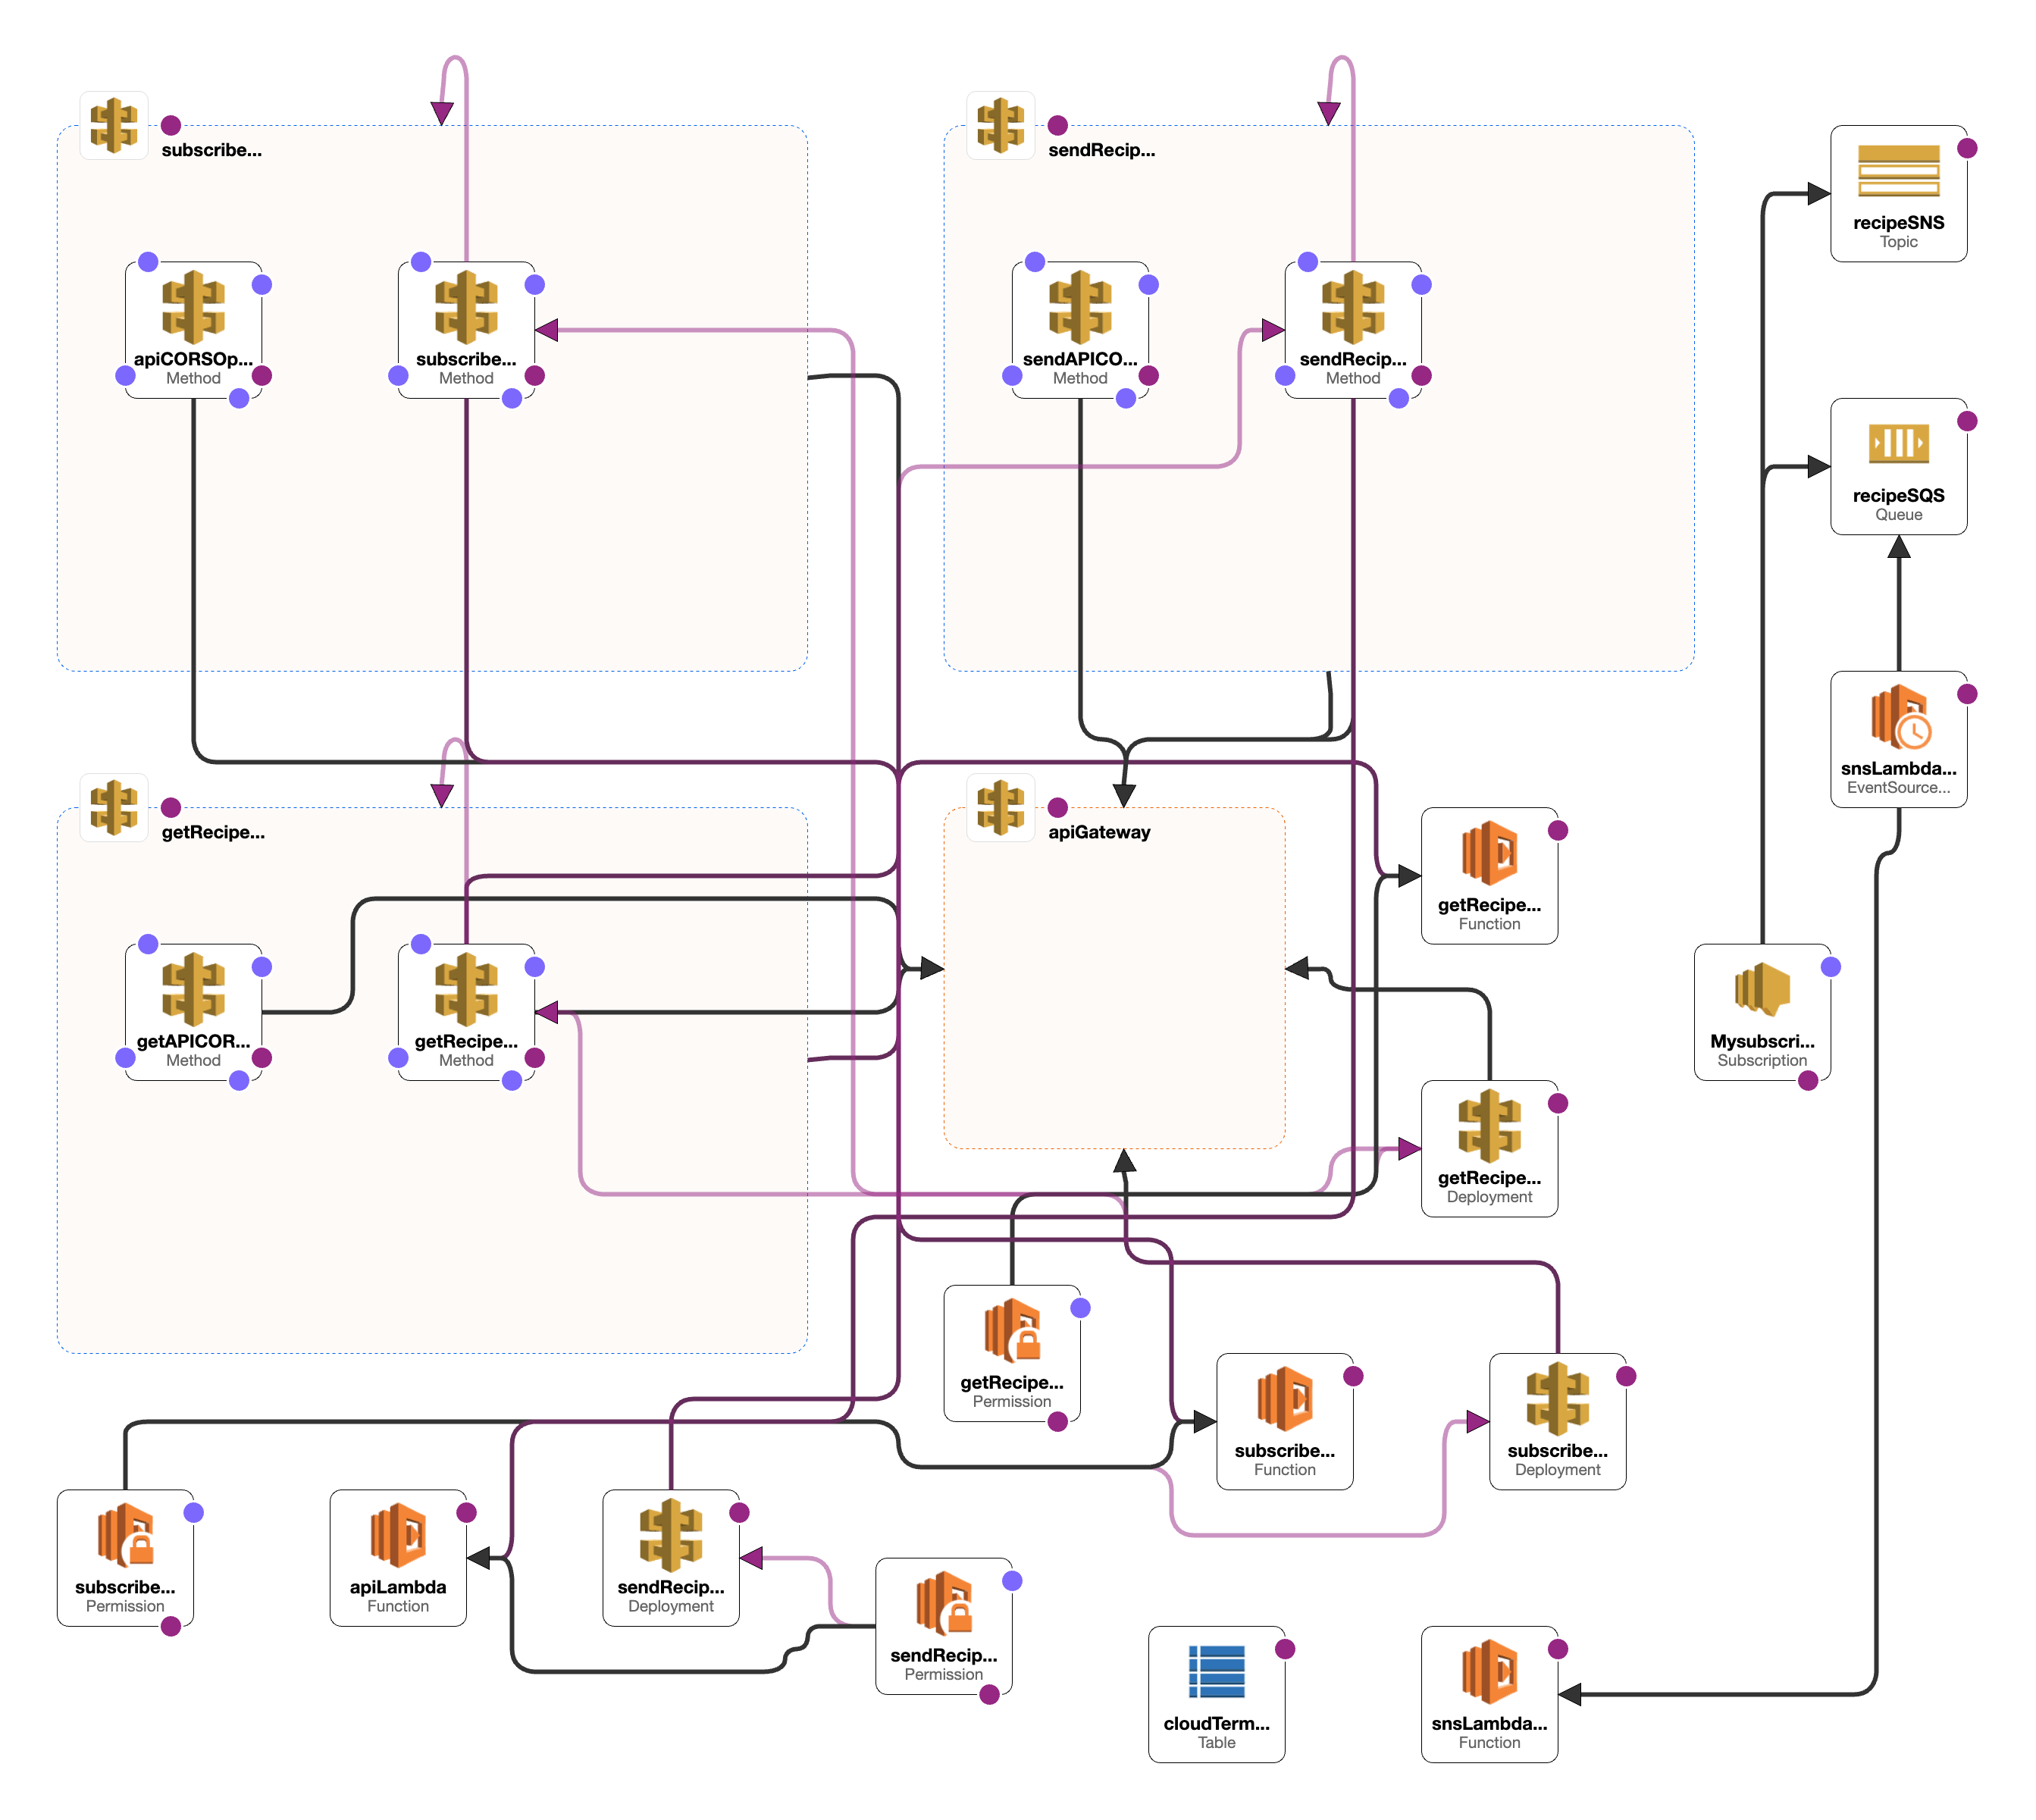 subscribe...
sendRecip...
recipeSNS
Topic
apiCORSOp...
Method
subscribe...
Method
sendAPICO...
Method
sendRecip...
Method
recipeSQS
Queue
snsLambda...
EventSource...
getRecipe...
apiGateway
getRecipe...
Function
getAPICOR...
Method
getRecipe...
Method
Mysubscri...
Subscription
getRecipe...
Deployment
getRecipe...
Permission
subscribe...
Function
subscribe...
Deployment
subscribe...
Permission
apiLambda
Function
sendRecip...
Deployment
sendRecip...
Permission
cloudTerm...
Table
snsLambda...
Function